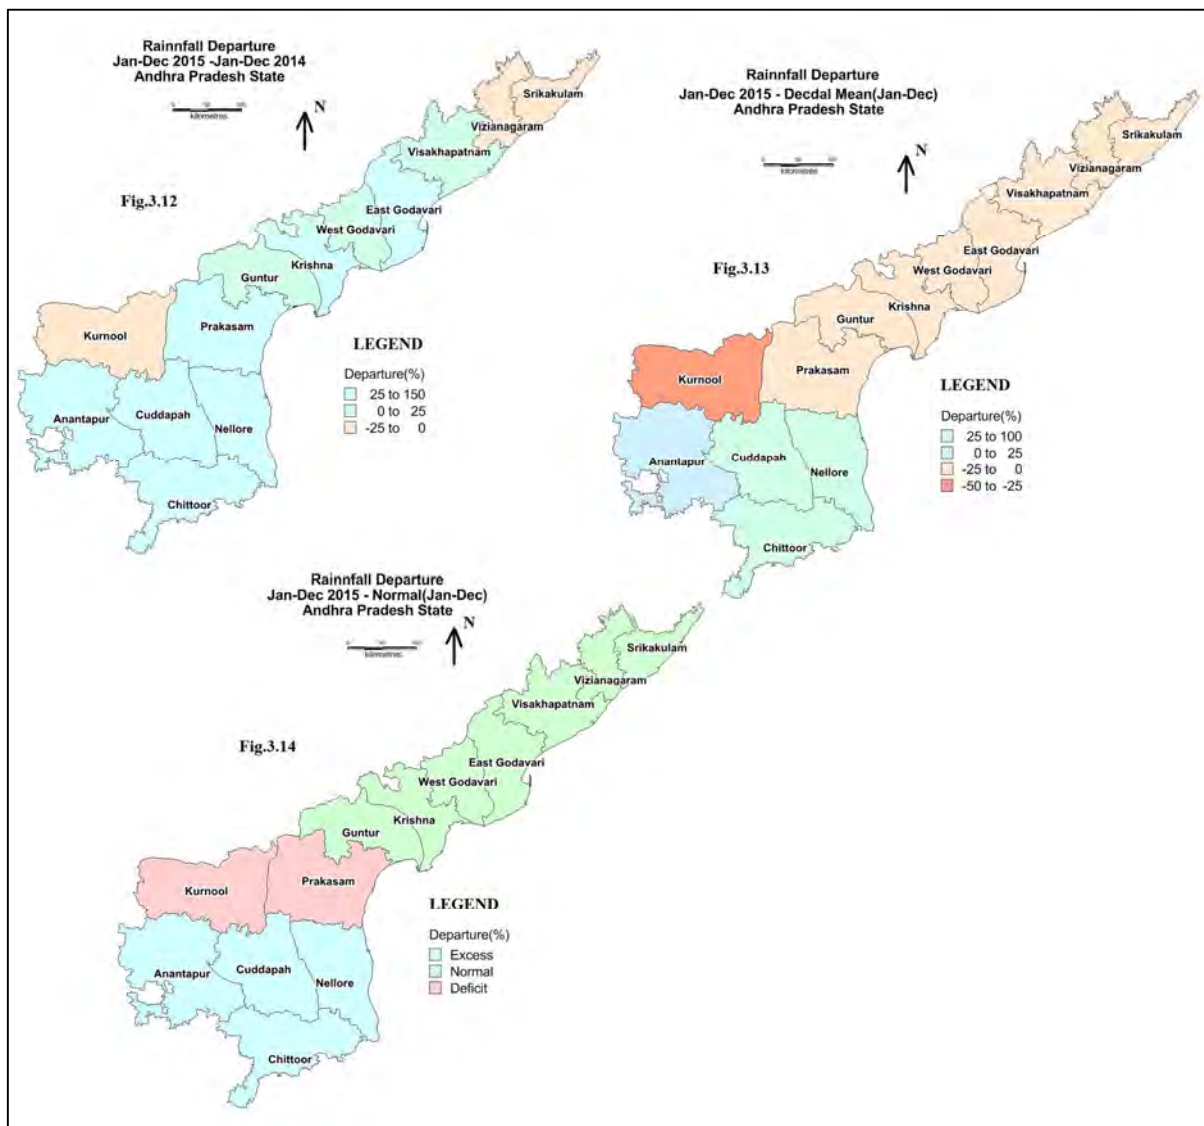 Rainnfall Departure
Jan-Dec 2015 -Jan-Dec 2014
Andhra Pradesh State
kilometres
N
Fig.3.12
Srikakulam
Vizianagaram
Visakhapatnam
East Godavari
West Godavari
Krishna
Guntur
Prakasam
Kurnool
Anantapur
Cuddapah
Nellore
Chittoor
LEGEND
Departure(%)
25 to 150
0 to 25
-25 to 0
Rainnfall Departure
Jan-Dec 2015 - Decdal Mean(Jan-Dec)
Andhra Pradesh State
kilometres
N
Fig.3.13
Srikakulam
Vizianagaram
Visakhapatnam
East Godavari
West Godavari
Krishna
Guntur
Prakasam
Kurnool
Anantapur
Cuddapah
Nellore
Chittoor
LEGEND
Departure(%)
25 to 100
0 to 25
-25 to 0
-50 to -25
Rainnfall Departure
Jan-Dec 2015 - Normal(Jan-Dec)
Andhra Pradesh State
kilometres
N
Fig.3.14
Srikakulam
Vizianagaram
Visakhapatnam
East Godavari
West Godavari
Krishna
Guntur
Prakasam
Kurnool
Anantapur
Cuddapah
Nellore
Chittoor
LEGEND
Departure(%)
Excess
Normal
Deficit